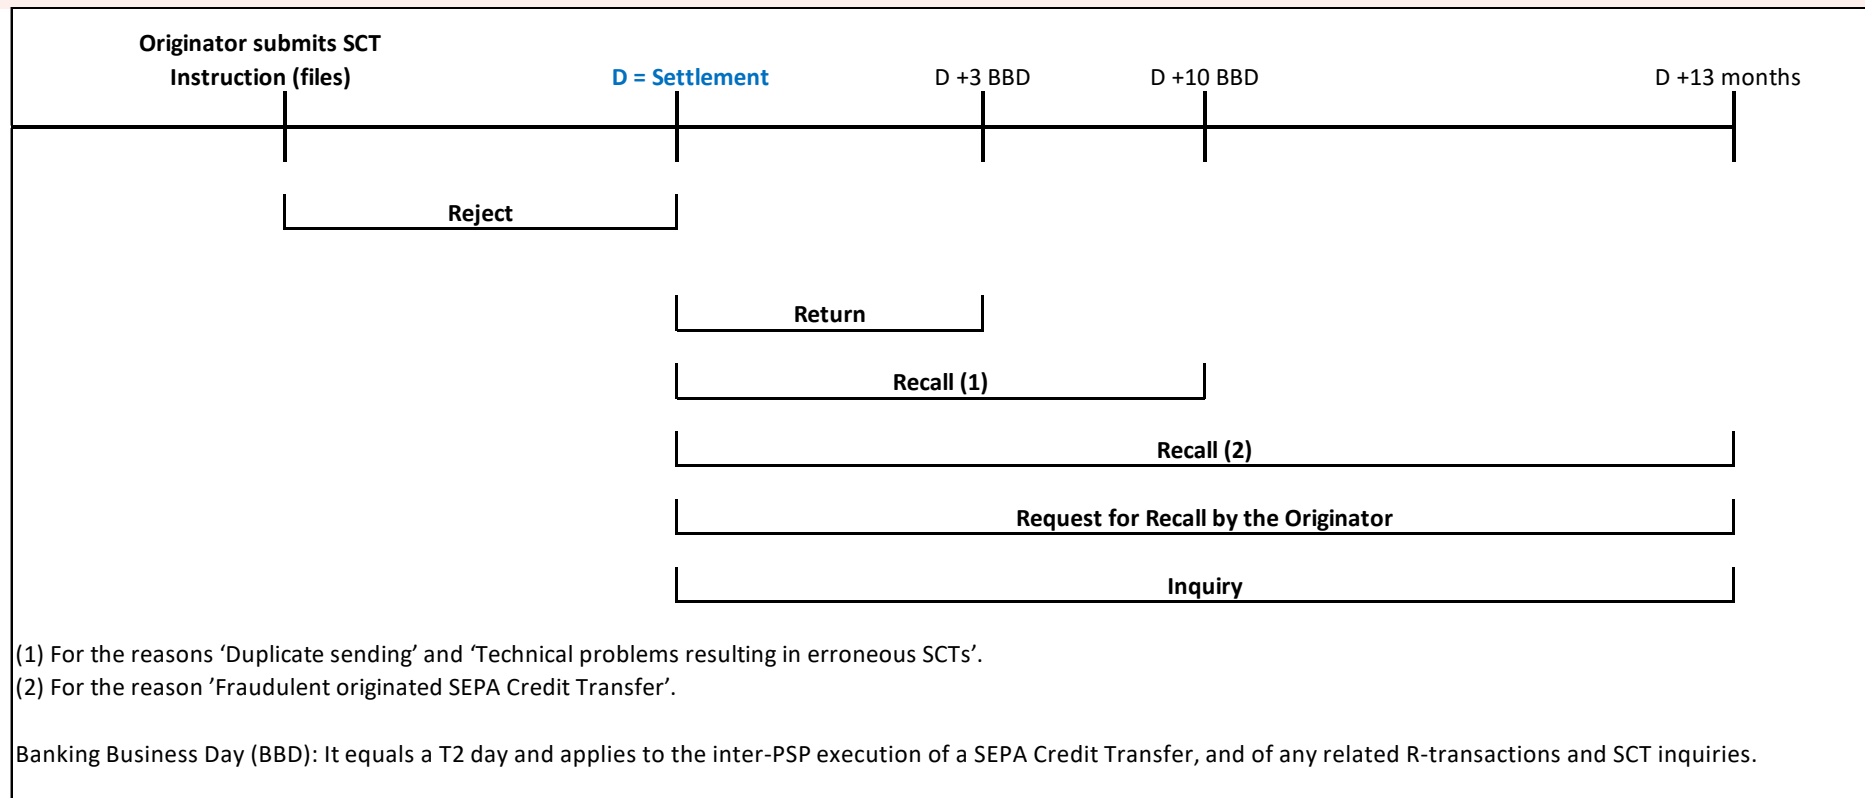 Originator submits SCT
Instruction (files)
D = Settlement
D +3 BBD
D +10 BBD
D +13 months
Reject
Return
Recall (1)
Recall (2)
Request for Recall by the Originator
Inquiry
(1) For the reasons ‘Duplicate sending’ and ‘Technical problems resulting in erroneous SCTs’.
(2) For the reason ’Fraudulent originated SEPA Credit Transfer’.
Banking Business Day (BBD): It equals a T2 day and applies to the inter-PSP execution of a SEPA Credit Transfer, and of any related R-transactions and SCT inquiries.